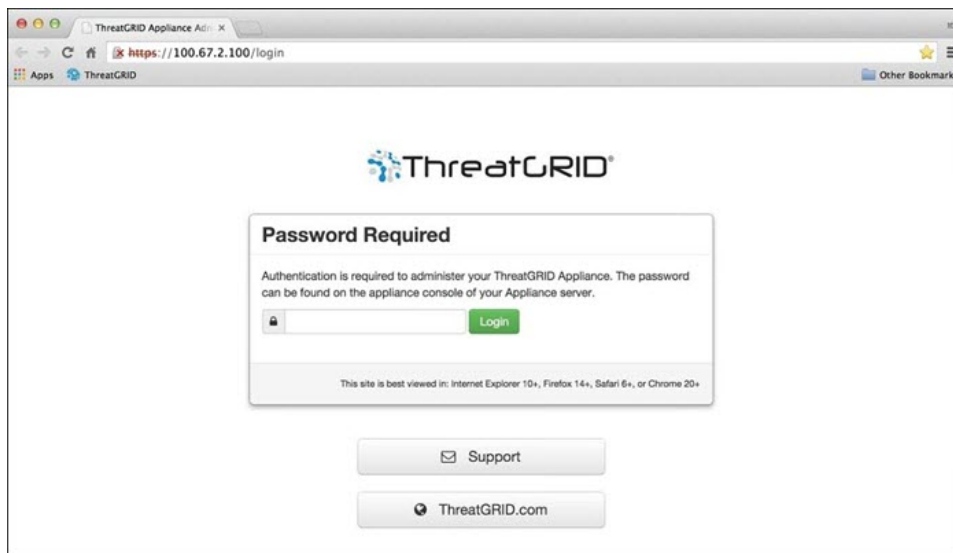 ThreatGRID Appliance Adn
https://100.67.2.100/login
Apps ThreatGRID Other Bookmark
ThreatGRID®
Password Required
Authentication is required to administer your ThreatGRID Appliance. The password
can be found on the appliance console of your Appliance server.
Login
This site is best viewed in: Internet Explorer 10+, Firefox 14+, Safari 6+, or Chrome 20+
Support
ThreatGRID.com